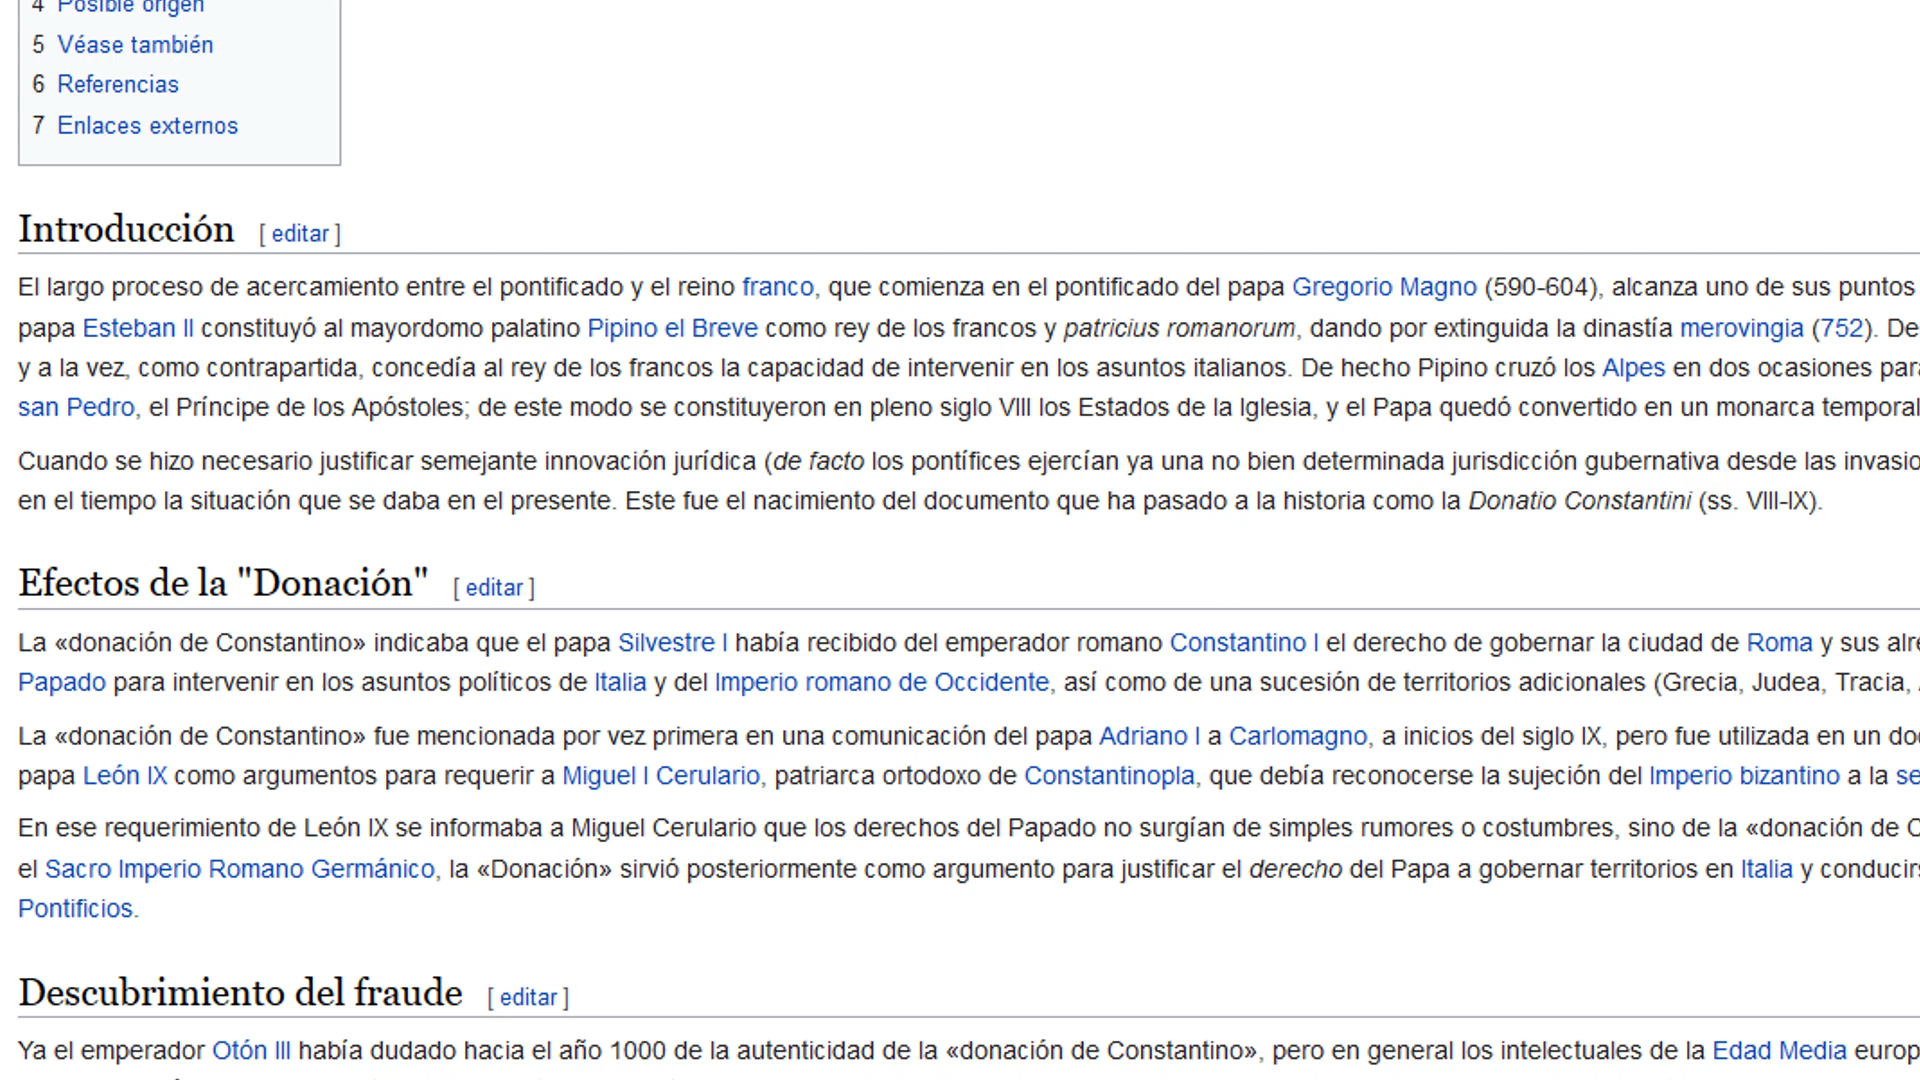 4 Posible origen
5 Véase también
6 Referencias
7 Enlaces externos
Introducción [ editar ]
El largo proceso de acercamiento entre el pontificado y el reino franco, que comienza en el pontificado del papa Gregorio Magno (590-604), alcanza uno de sus puntos
papa Esteban II constituyó al mayordomo palatino Pipino el Breve como rey de los francos y patricius romanorum, dando por extinguida la dinastía merovingia (752). De
y a la vez, como contrapartida, concedía al rey de los francos la capacidad de intervenir en los asuntos italianos. De hecho Pipino cruzó los Alpes en dos ocasiones para
san Pedro, el Príncipe de los Apóstoles; de este modo se constituyeron en pleno siglo VIII los Estados de la Iglesia, y el Papa quedó convertido en un monarca temporal
Cuando se hizo necesario justificar semejante innovación jurídica (de facto los pontífices ejercían ya una no bien determinada jurisdicción gubernativa desde las invasio
en el tiempo la situación que se daba en el presente. Este fue el nacimiento del documento que ha pasado a la historia como la Donatio Constantini (ss. VIII-IX).
Efectos de la "Donación" [ editar ]
La «donación de Constantino» indicaba que el papa Silvestre I había recibido del emperador romano Constantino I el derecho de gobernar la ciudad de Roma y sus alre
Papado para intervenir en los asuntos políticos de Italia y del Imperio romano de Occidente, así como de una sucesión de territorios adicionales (Grecia, Judea, Tracia,
La «donación de Constantino» fue mencionada por vez primera en una comunicación del papa Adriano I a Carlomagno, a inicios del siglo IX, pero fue utilizada en un do
papa León IX como argumentos para requerir a Miguel I Cerulario, patriarca ortodoxo de Constantinopla, que debía reconocerse la sujeción del Imperio bizantino a la se
En ese requerimiento de León IX se informaba a Miguel Cerulario que los derechos del Papado no surgían de simples rumores o costumbres, sino de la «donación de C
el Sacro Imperio Romano Germánico, la «Donación» sirvió posteriormente como argumento para justificar el derecho del Papa a gobernar territorios en Italia y conducirs
Pontificios.
Descubrimiento del fraude [ editar ]
Ya el emperador Otón III había dudado hacia el año 1000 de la autenticidad de la «donación de Constantino», pero en general los intelectuales de la Edad Media europ